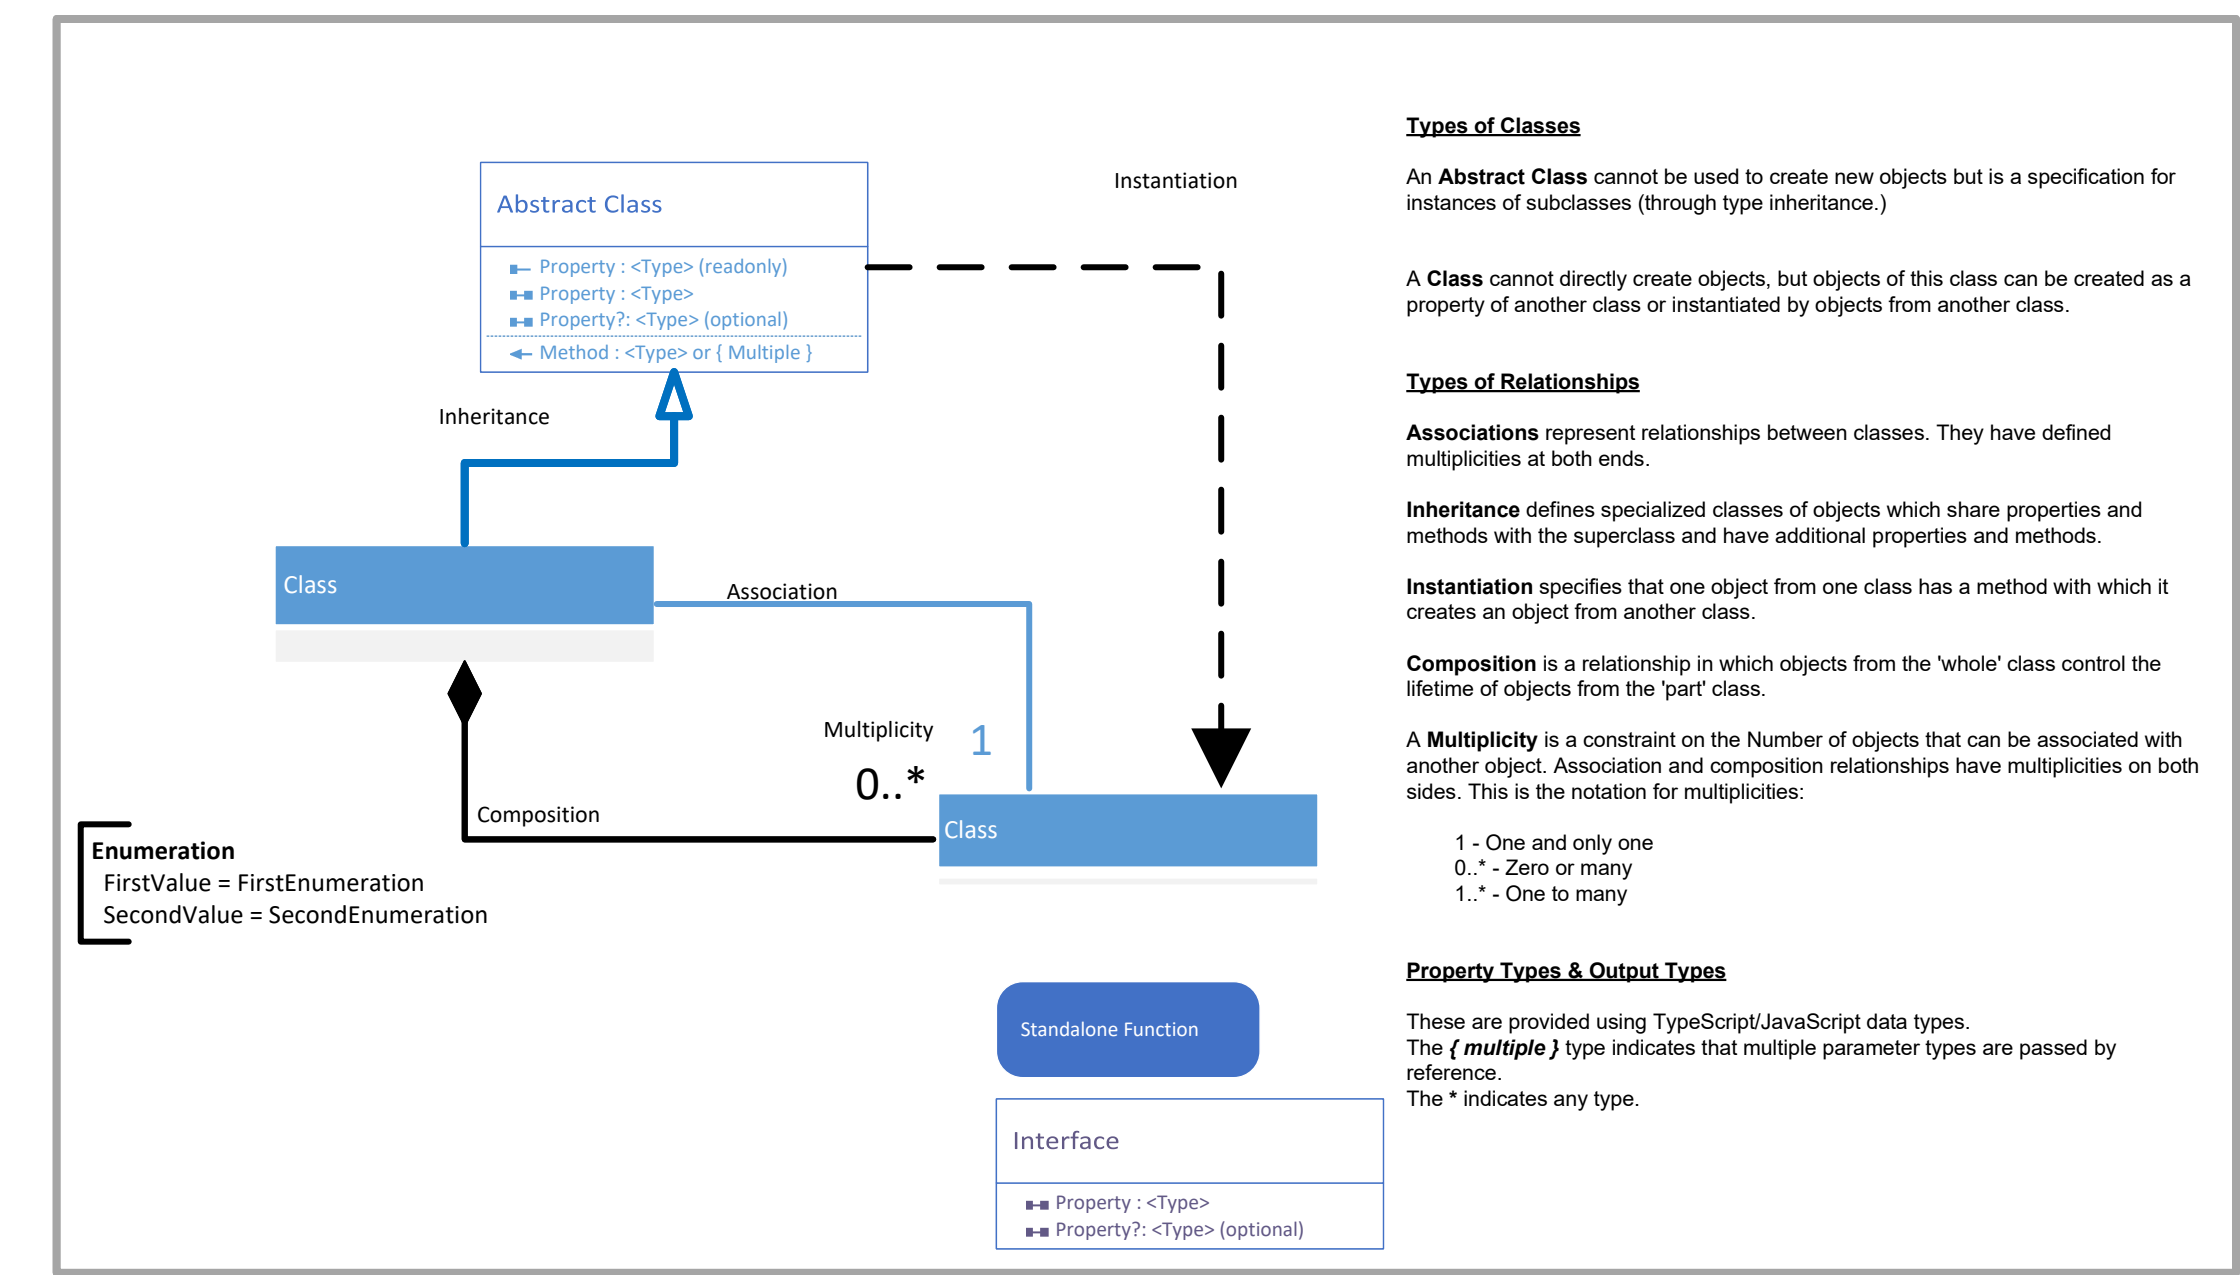 Instantiation
Abstract Class
Property : <Type> (readonly)
Property : <Type>
Property?: <Type> (optional)
Method : <Type> or { Multiple }
Inheritance
Class
Association
Multiplicity
1
0..*
Composition
Class
Enumeration
FirstValue = FirstEnumeration
SecondValue = SecondEnumeration
Standalone Function
Interface
Property : <Type>
Property?: <Type> (optional)
Types of Classes
An Abstract Class cannot be used to create new objects but is a specification for
instances of subclasses (through type inheritance.)
A Class cannot directly create objects, but objects of this class can be created as a
property of another class or instantiated by objects from another class.
Types of Relationships
Associations represent relationships between classes. They have defined
multiplicities at both ends.
Inheritance defines specialized classes of objects which share properties and
methods with the superclass and have additional properties and methods.
Instantiation specifies that one object from one class has a method with which it
creates an object from another class.
Composition is a relationship in which objects from the 'whole' class control the
lifetime of objects from the 'part' class.
A Multiplicity is a constraint on the Number of objects that can be associated with
another object. Association and composition relationships have multiplicities on both
sides. This is the notation for multiplicities:
1 - One and only one
0..* - Zero or many
1..* - One to many
Property Types & Output Types
These are provided using TypeScript/JavaScript data types.
The { multiple } type indicates that multiple parameter types are passed by
reference.
The * indicates any type.